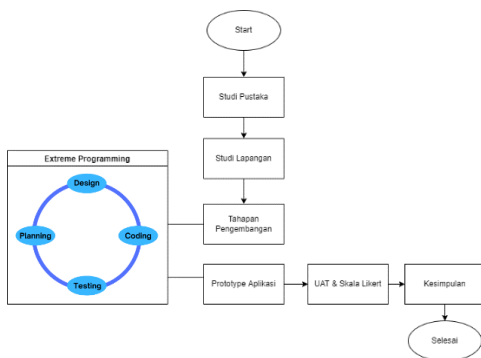 Start
Studi Pustaka
Studi Lapangan
Extreme Programming
Design
Planning
Coding
Testing
Tahapan
Pengembangan
Prototype Aplikasi
UAT & Skala Likert
Kesimpulan
Selesai